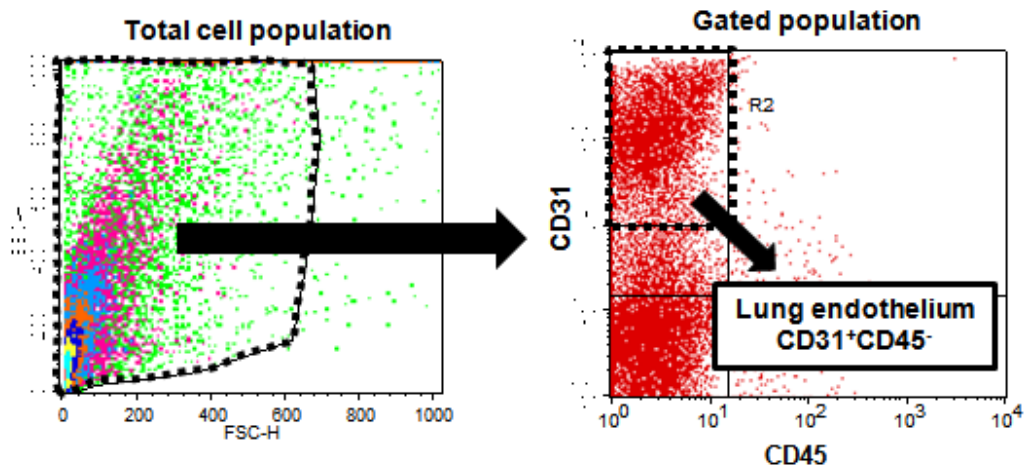 Total cell population
Gated population
R2
CD31
Lung endothelium
CD31⁺CD45⁻
0 200 400 600 800 1000
FSC-H
10⁰ 10¹ 10² 10³ 10⁴
CD45